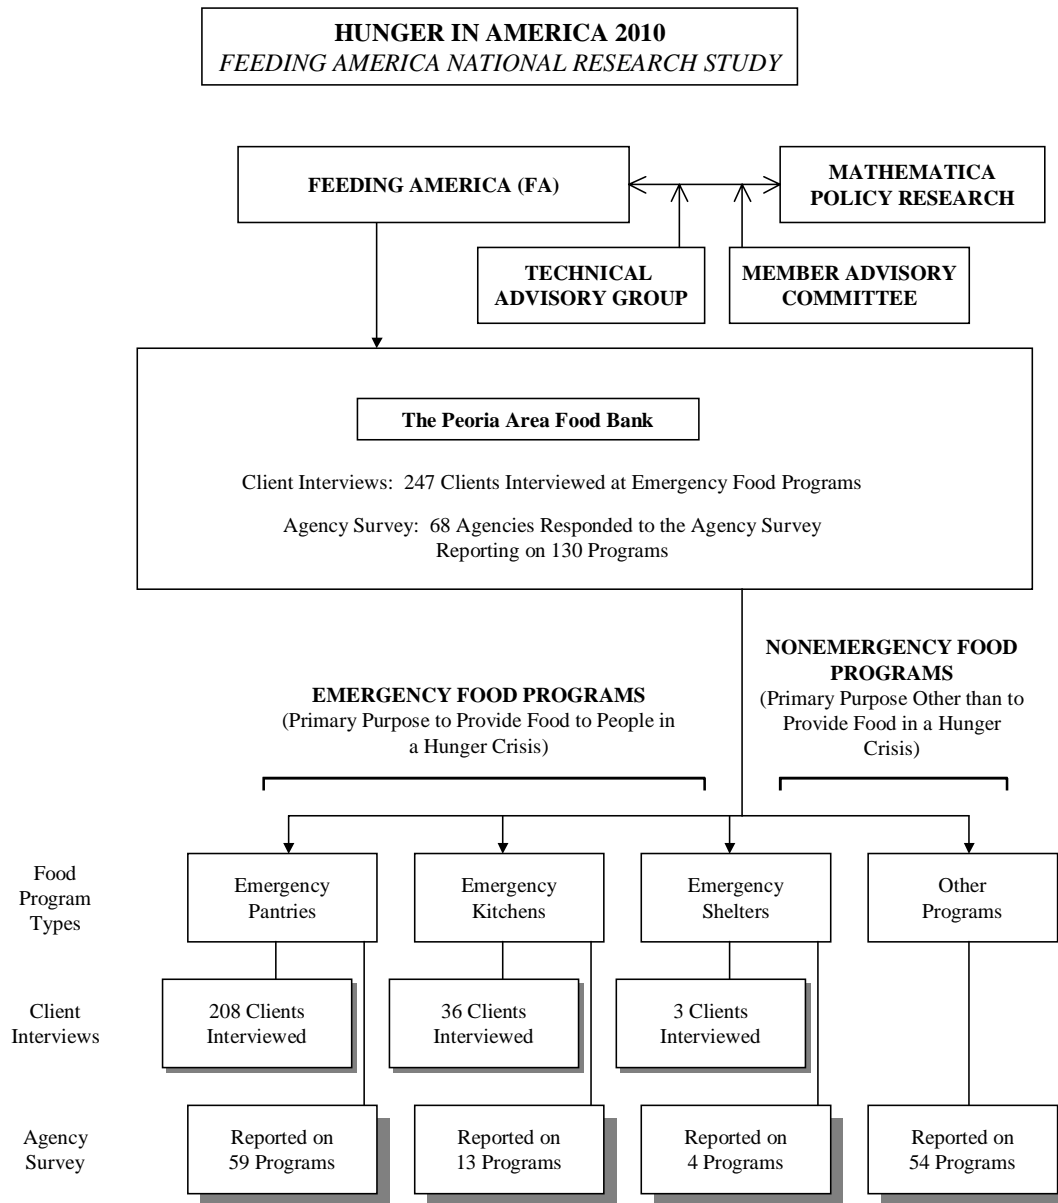 HUNGER IN AMERICA 2010
FEEDING AMERICA NATIONAL RESEARCH STUDY
FEEDING AMERICA (FA)
MATHEMATICA
POLICY RESEARCH
TECHNICAL
ADVISORY GROUP
MEMBER ADVISORY
COMMITTEE
The Peoria Area Food Bank
Client Interviews: 247 Clients Interviewed at Emergency Food Programs
Agency Survey: 68 Agencies Responded to the Agency Survey
Reporting on 130 Programs
EMERGENCY FOOD PROGRAMS
(Primary Purpose to Provide Food to People in
a Hunger Crisis)
NONEMERGENCY FOOD
PROGRAMS
(Primary Purpose Other than to
Provide Food in a Hunger
Crisis)
Food
Program
Types
Emergency
Pantries
Emergency
Kitchens
Emergency
Shelters
Other
Programs
Client
Interviews
208 Clients
Interviewed
36 Clients
Interviewed
3 Clients
Interviewed
Agency
Survey
Reported on
59 Programs
Reported on
13 Programs
Reported on
4 Programs
Reported on
54 Programs